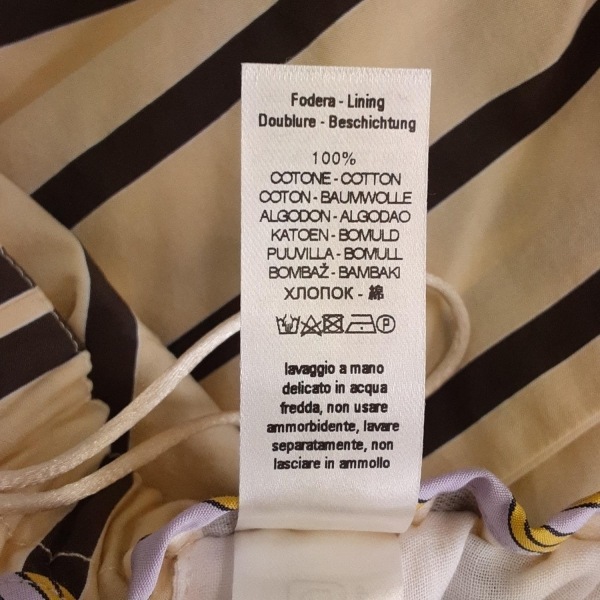 Fodera - Lining
Doublure - Beschichtung
100%
COTONE - COTTON
COTON - BAUMWOLLE
ALGODON - ALGODAO
KATOEN - BOMULD
PUUVILLA - BOMULL
BOMBAŽ - BAMBAKI
ХЛОПОК - 綿
P
lavaggio a mano
delicato in acqua
fredda, non usare
ammorbidente, lavare
separatamente, non
lasciare in ammollo